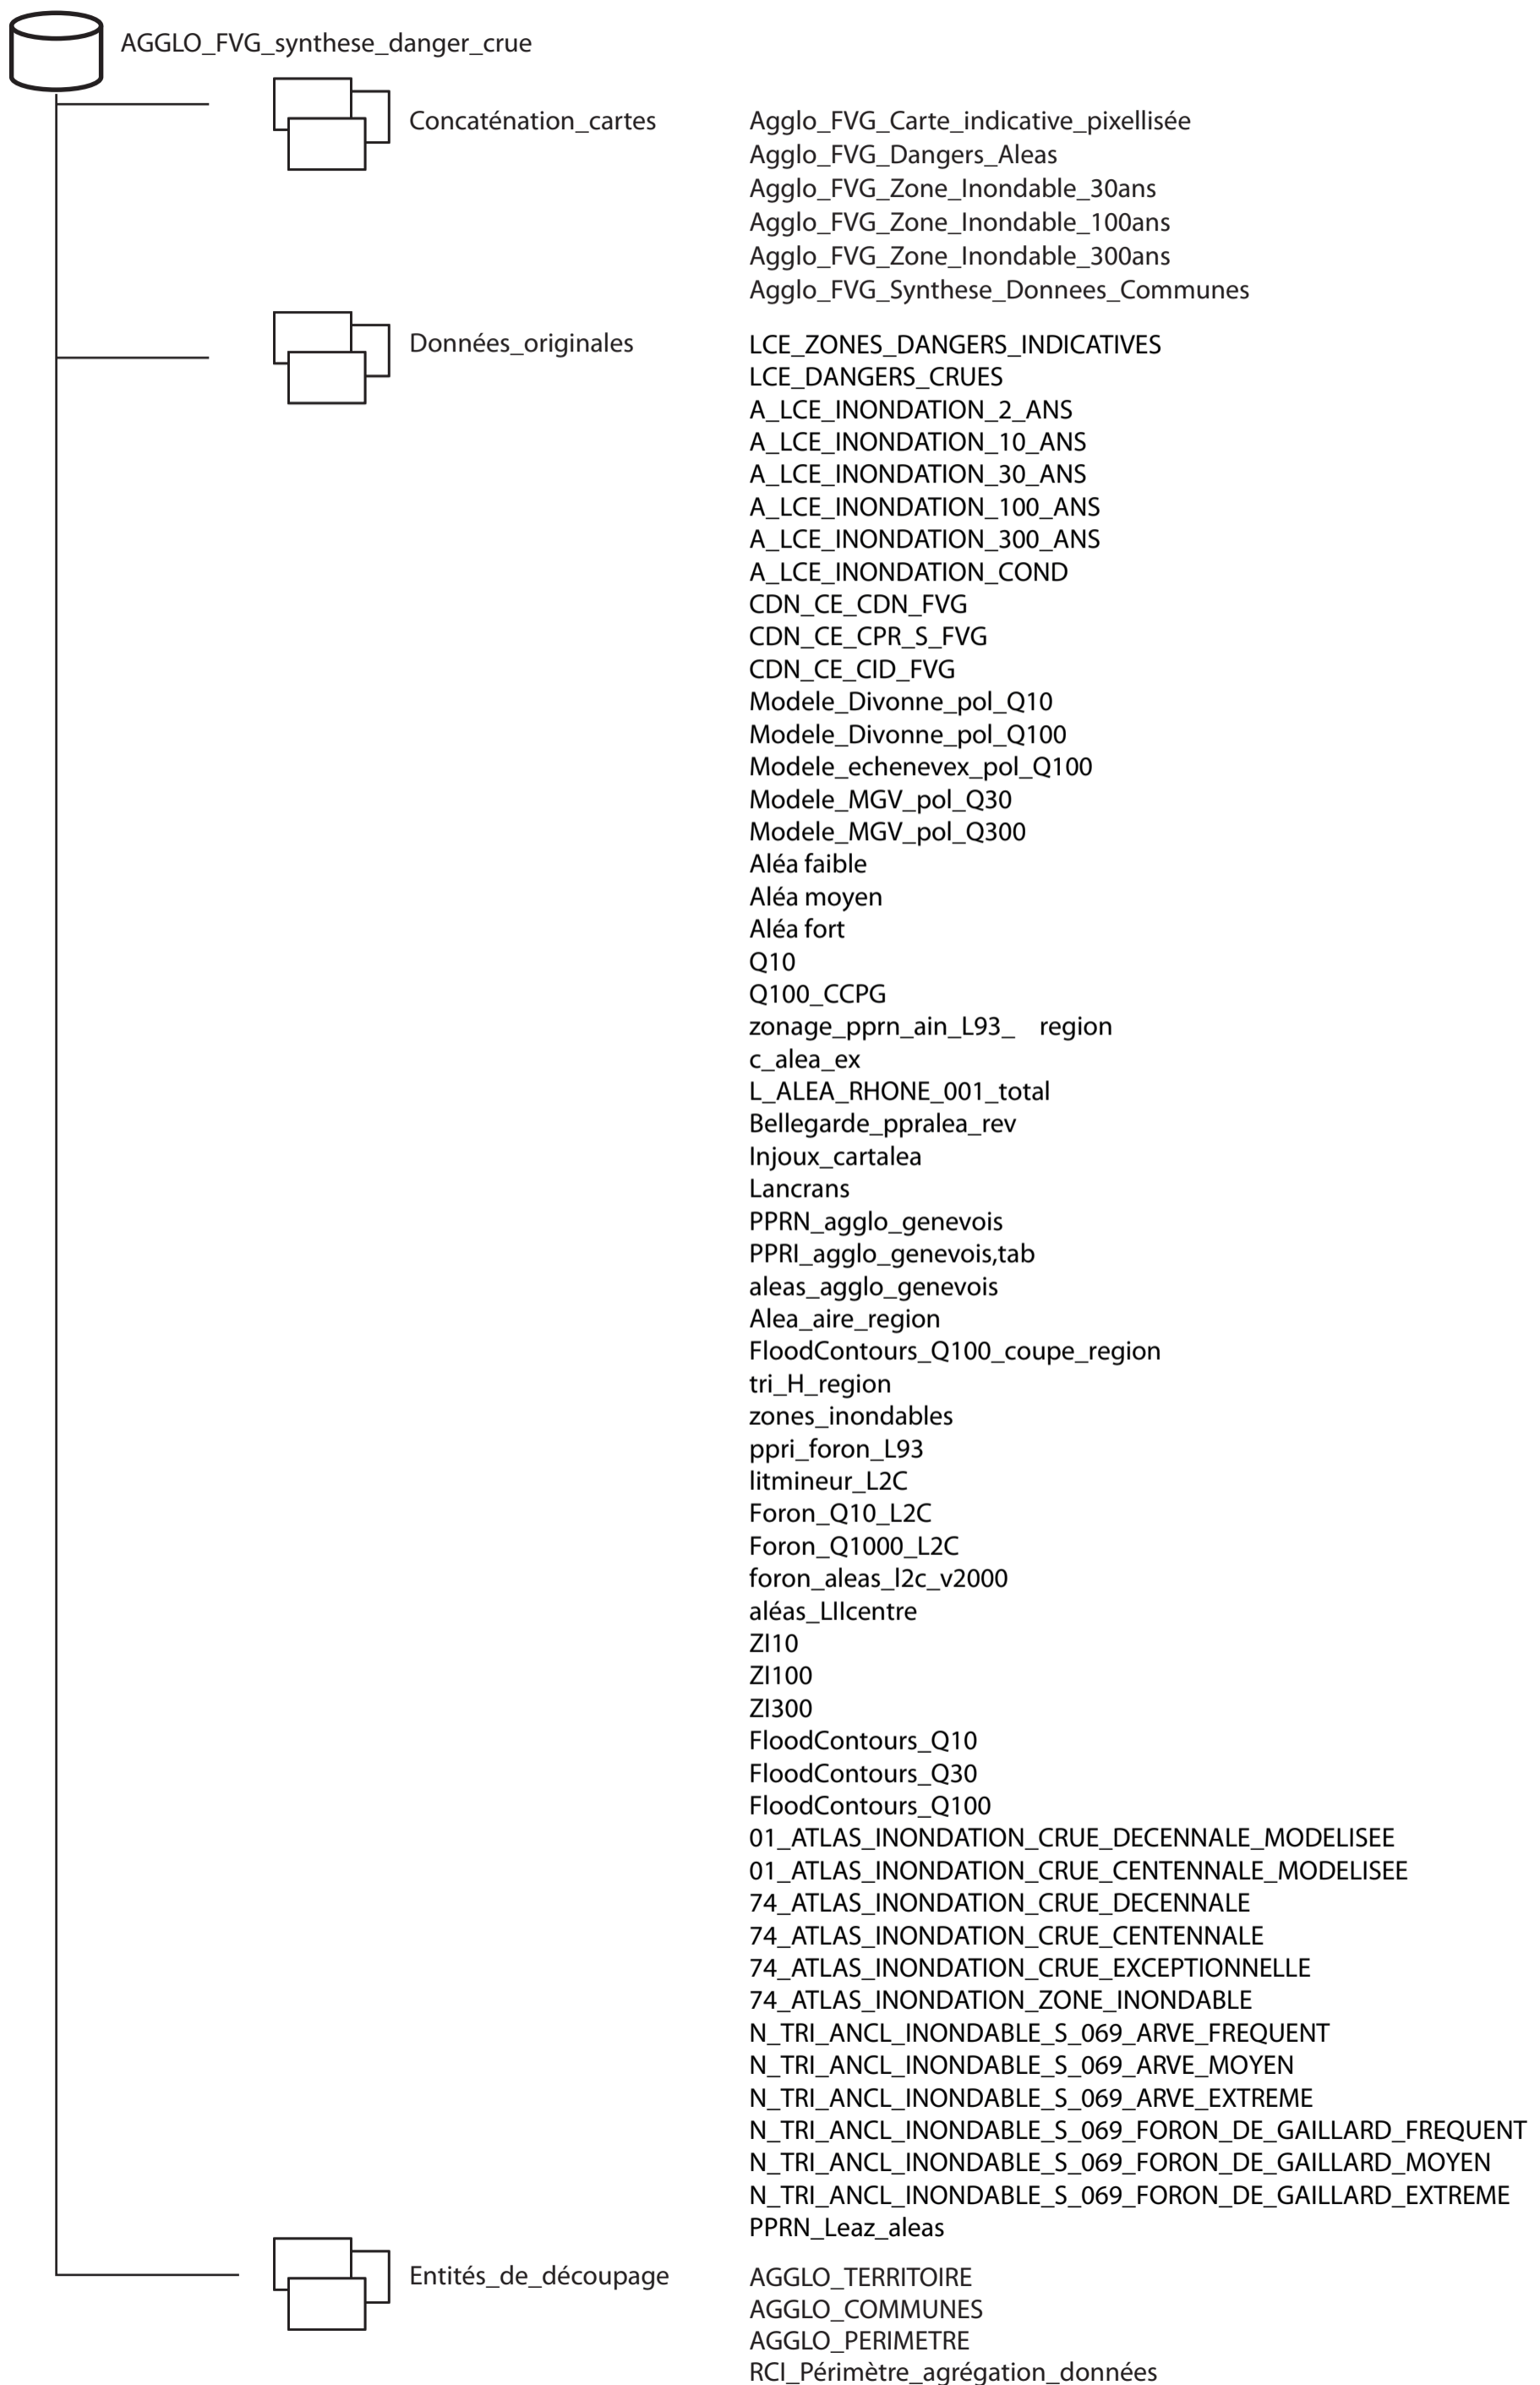 AGGLO_FVG_synthese_danger_crue
Concaténation_cartes
Agglo_FVG_Carte_indicative_pixellisée
Agglo_FVG_Dangers_Aleas
Agglo_FVG_Zone_Inondable_30ans
Agglo_FVG_Zone_Inondable_100ans
Agglo_FVG_Zone_Inondable_300ans
Agglo_FVG_Synthese_Donnees_Communes
Données_originales
LCE_ZONES_DANGERS_INDICATIVES
LCE_DANGERS_CRUES
A_LCE_INONDATION_2_ANS
A_LCE_INONDATION_10_ANS
A_LCE_INONDATION_30_ANS
A_LCE_INONDATION_100_ANS
A_LCE_INONDATION_300_ANS
A_LCE_INONDATION_COND
CDN_CE_CDN_FVG
CDN_CE_CPR_S_FVG
CDN_CE_CID_FVG
Modele_Divonne_pol_Q10
Modele_Divonne_pol_Q100
Modele_echenevex_pol_Q100
Modele_MGV_pol_Q30
Modele_MGV_pol_Q300
Aléa faible
Aléa moyen
Aléa fort
Q10
Q100_CCPG
zonage_pprn_ain_L93_ region
c_alea_ex
L_ALEA_RHONE_001_total
Bellegarde_ppralea_rev
Injoux_cartalea
Lancrans
PPRN_agglo_genevois
PPRI_agglo_genevois,tab
aleas_agglo_genevois
Alea_aire_region
FloodContours_Q100_coupe_region
tri_H_region
zones_inondables
ppri_foron_L93
litmineur_L2C
Foron_Q10_L2C
Foron_Q1000_L2C
foron_aleas_l2c_v2000
aléas_LIIcentre
ZI10
ZI100
ZI300
FloodContours_Q10
FloodContours_Q30
FloodContours_Q100
01_ATLAS_INONDATION_CRUE_DECENNALE_MODELISEE
01_ATLAS_INONDATION_CRUE_CENTENNALE_MODELISEE
74_ATLAS_INONDATION_CRUE_DECENNALE
74_ATLAS_INONDATION_CRUE_CENTENNALE
74_ATLAS_INONDATION_CRUE_EXCEPTIONNELLE
74_ATLAS_INONDATION_ZONE_INONDABLE
N_TRI_ANCL_INONDABLE_S_069_ARVE_FREQUENT
N_TRI_ANCL_INONDABLE_S_069_ARVE_MOYEN
N_TRI_ANCL_INONDABLE_S_069_ARVE_EXTREME
N_TRI_ANCL_INONDABLE_S_069_FORON_DE_GAILLARD_FREQUENT
N_TRI_ANCL_INONDABLE_S_069_FORON_DE_GAILLARD_MOYEN
N_TRI_ANCL_INONDABLE_S_069_FORON_DE_GAILLARD_EXTREME
PPRN_Leaz_aleas
Entités_de_découpage
AGGLO_TERRITOIRE
AGGLO_COMMUNES
AGGLO_PERIMETRE
RCI_Périmètre_agrégation_données